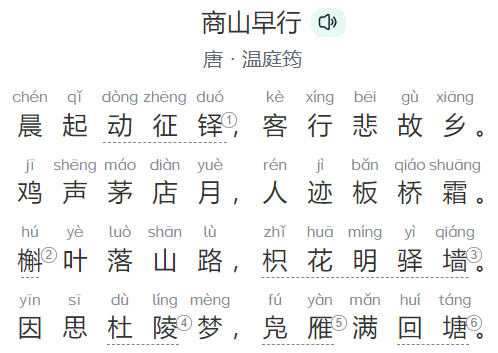 商山早行
唐 · 温庭筠
chén qǐ dòng zhēng duó kè xíng bēi gù xiāng
晨起动征铎①，客行悲故乡。
jī shēng máo diàn yuè rén jì bǎn qiáo shuāng
鸡声茅店月，人迹板桥霜。
hú yè luò shān lù zhǐ huā míng yì qiáng
槲②叶落山路，枳花明驿墙③。
yīn sī dù líng mèng fú yàn mǎn huí táng
因思杜陵④梦，凫雁⑤满回塘⑥。